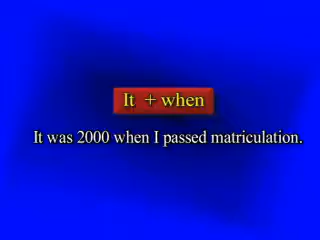 It + when
It was 2000 when I passed matriculation.